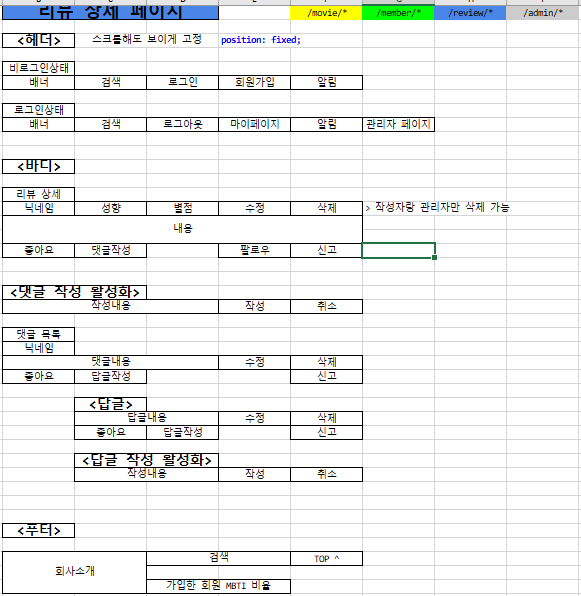 리뷰 상세 페이지 /movie/* /member/* /review/* /admin/*
<헤더> 스크롤해도 보이게 고정 position: fixed;
비로그인상태
배너 검색 로그인 회원가입 알림
로그인상태
배너 검색 로그아웃 마이페이지 알림 관리자 페이지
<바디>
리뷰 상세
닉네임 성향 별점 수정 삭제 > 작성자랑 관리자만 삭제 가능
내용
좋아요 댓글작성 팔로우 신고
<댓글 작성 활성화>
작성내용 작성 취소
댓글 목록
닉네임
댓글내용 수정 삭제
좋아요 답글작성 신고
<답글>
답글내용 수정 삭제
좋아요 답글작성 신고
<답글 작성 활성화>
작성내용 작성 취소
<푸터>
회사소개 검색 TOP ^
가입한 회원 MBTI 비율